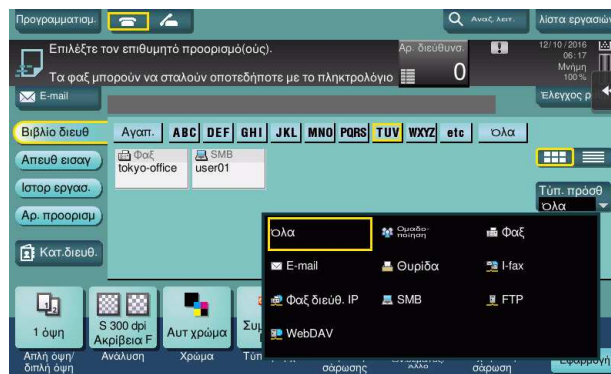 Προγραμματισμ.
Αναζ. λειτ.
λίστα εργασιών
Επιλέξτε τον επιθυμητό προορισμό(ούς).
Αρ. διεύθυνσ.
12/10/2016
06:17
Τα φαξ μπορούν να σταλούν οποτεδήποτε με το πληκτρολόγιο
0
Μνήμη
100%
E-mail
Έλεγχος ρ
Βιβλίο διευθ
Αγαπ.
ABC
DEF
GHI
JKL
MNO
PQRS
TUV
WXYZ
etc
Όλα
Απευθ εισαγ
Φαξ
tokyo-office
SMB
user01
Ιστορ εργασ.
Τύπ. πρόσθ
Όλα
Αρ. προορισμ
Κατ.διευθ.
Όλα
Ομαδο-
ποίηση
Φαξ
E-mail
Θυρίδα
I-fax
Φαξ διεύθ. IP
SMB
FTP
WebDAV
1 όψη
S 300 dpi
Ακρίβεια F
Αυτ χρώμα
Συμ
Απλή όψη/
διπλή όψη
Ανάλυση
Χρώμα
Τύπ
σάρωσης
σάρωση